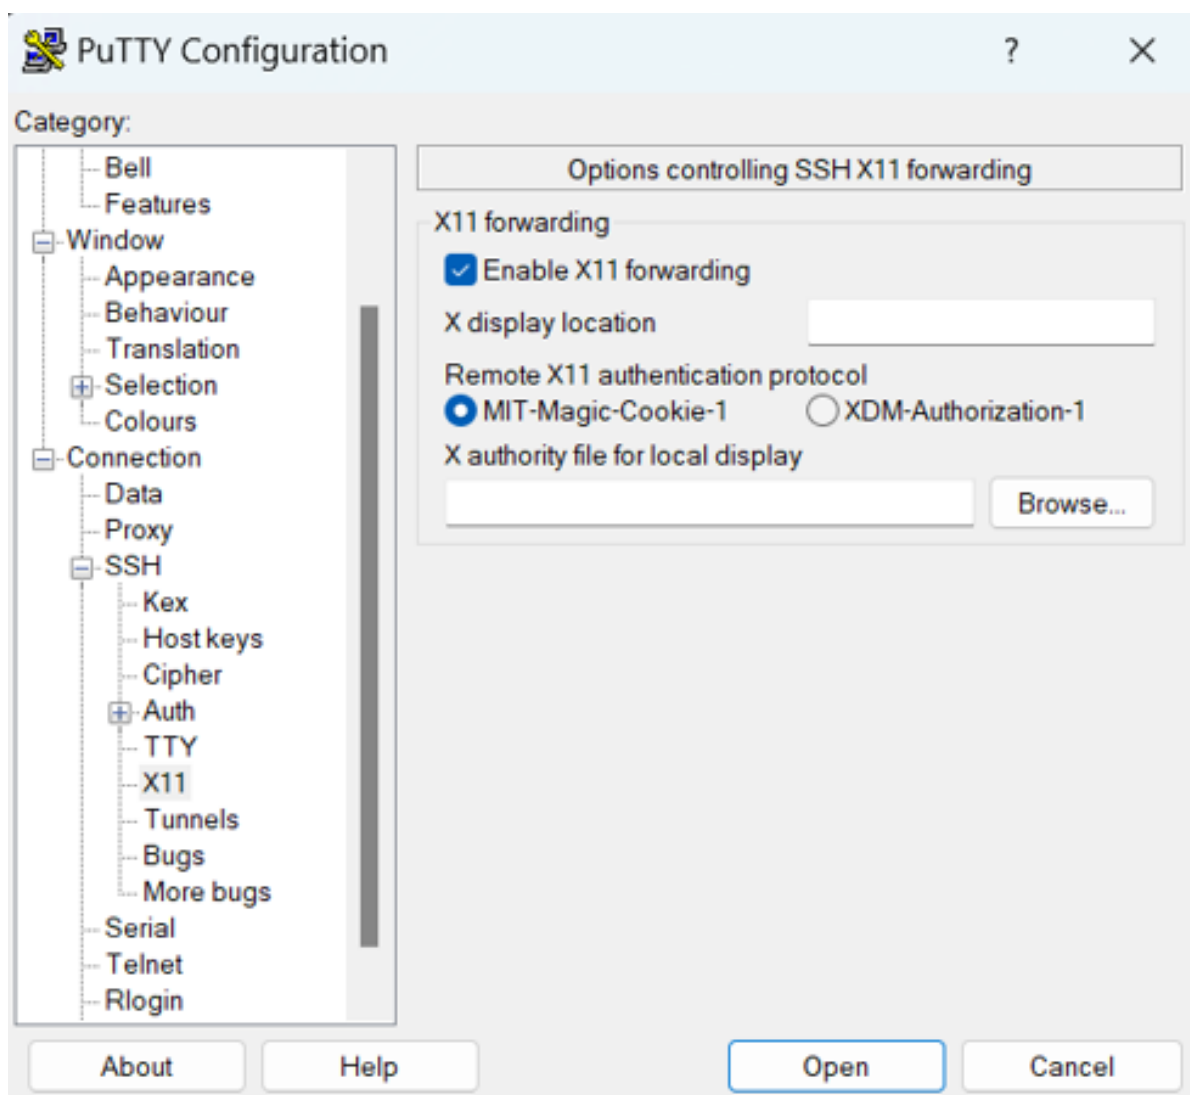 PuTTY Configuration
?
Category:
Bell
Features
Window
Appearance
Behaviour
Translation
Selection
Colours
Connection
Data
Proxy
SSH
Kex
Host keys
Cipher
Auth
TTY
X11
Tunnels
Bugs
More bugs
Serial
Telnet
Rlogin
Options controlling SSH X11 forwarding
X11 forwarding
Enable X11 forwarding
X display location
Remote X11 authentication protocol
MIT-Magic-Cookie-1 XDM-Authorization-1
X authority file for local display
Browse...
About Help Open Cancel